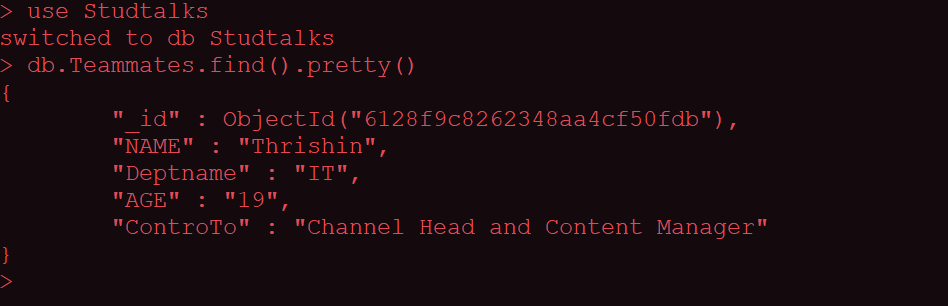 > use Studtalks
switched to db Studtalks
> db.Teammates.find().pretty()
{
        "_id" : ObjectId("6128f9c8262348aa4cf50fdb"),
        "NAME" : "Thrishin",
        "Deptname" : "IT",
        "AGE" : "19",
        "ControTo" : "Channel Head and Content Manager"
}
>